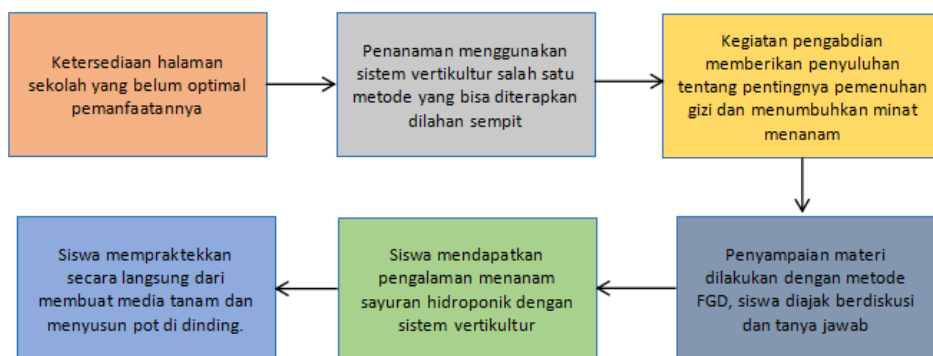 Ketersediaan halaman
sekolah yang belum optimal
pemanfaatannya
Penanaman menggunakan
sistem vertikultur salah satu
metode yang bisa diterapkan
dilahan sempit
Kegiatan pengabdian
memberikan penyuluhan
tentang pentingnya pemenuhan
gizi dan menumbuhkan minat
menanam
Penyampaian materi
dilakukan dengan metode
FGD, siswa diajak berdiskusi
dan tanya jawab
Siswa mendapatkan
pengalaman menanam
sayuran hidroponik dengan
sistem vertikultur
Siswa mempraktekkan
secara langsung dari
membuat media tanam dan
menyusun pot di dinding.